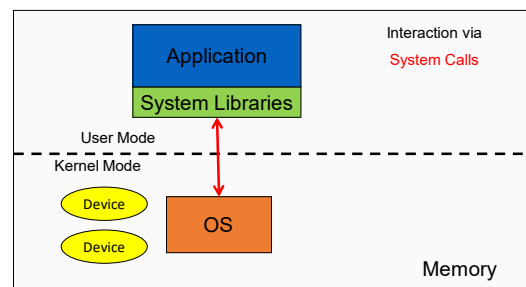 Application
System Libraries
Interaction via
System Calls
User Mode
Kernel Mode
Device
Device
OS
Memory